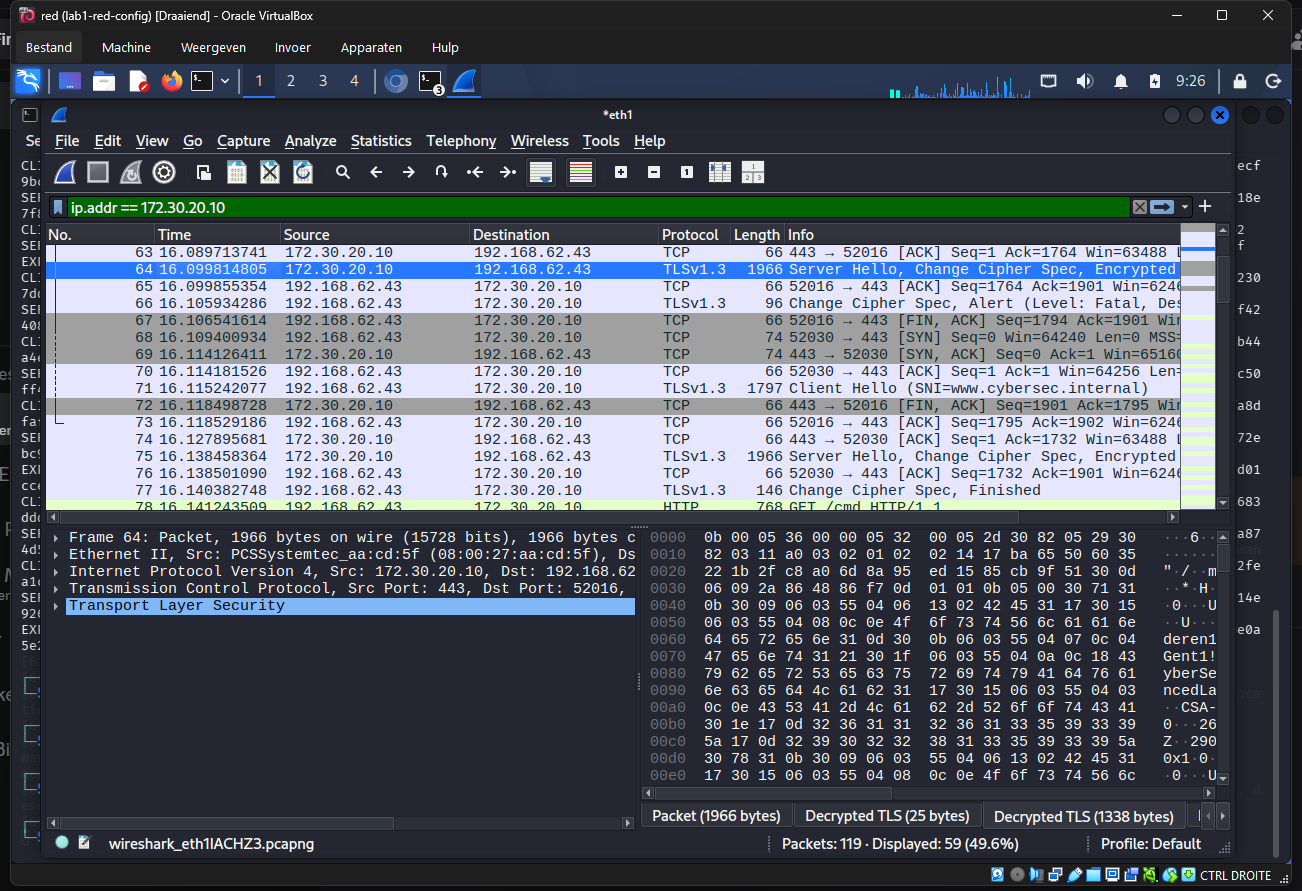 red (lab1-red-config) [Draaiend] - Oracle VirtualBox
Bestand Machine Weergeven Invoer Apparaten Hulp
1 2 3 4 3 9:26
*eth1
File Edit View Go Capture Analyze Statistics Telephony Wireless Tools Help
ip.addr == 172.30.20.10
No. Time Source Destination Protocol Length Info
63 16.089713741 172.30.20.10 192.168.62.43 TCP 66 443 → 52016 [ACK] Seq=1 Ack=1764 Win=63488 L
64 16.099814805 172.30.20.10 192.168.62.43 TLSv1.3 1966 Server Hello, Change Cipher Spec, Encrypted
65 16.099855354 192.168.62.43 172.30.20.10 TCP 66 52016 → 443 [ACK] Seq=1764 Ack=1901 Win=6246
66 16.105934286 192.168.62.43 172.30.20.10 TLSv1.3 96 Change Cipher Spec, Alert (Level: Fatal, Des
67 16.106541614 192.168.62.43 172.30.20.10 TCP 66 52016 → 443 [FIN, ACK] Seq=1794 Ack=1901 Win
68 16.109400934 192.168.62.43 172.30.20.10 TCP 74 52030 → 443 [SYN] Seq=0 Win=64240 Len=0 MSS=
69 16.114126411 172.30.20.10 192.168.62.43 TCP 74 443 → 52030 [SYN, ACK] Seq=0 Ack=1 Win=65160
70 16.114181526 192.168.62.43 172.30.20.10 TCP 66 52030 → 443 [ACK] Seq=1 Ack=1 Win=64256 Len=
71 16.115242077 192.168.62.43 172.30.20.10 TLSv1.3 1797 Client Hello (SNI=www.cybersec.internal)
72 16.118498728 172.30.20.10 192.168.62.43 TCP 66 443 → 52016 [FIN, ACK] Seq=1901 Ack=1795 Win
73 16.118529186 192.168.62.43 172.30.20.10 TCP 66 52016 → 443 [ACK] Seq=1795 Ack=1902 Win=6246
74 16.127895681 172.30.20.10 192.168.62.43 TCP 66 443 → 52030 [ACK] Seq=1 Ack=1732 Win=63488 L
75 16.138458364 172.30.20.10 192.168.62.43 TLSv1.3 1966 Server Hello, Change Cipher Spec, Encrypted
76 16.138501090 192.168.62.43 172.30.20.10 TCP 66 52030 → 443 [ACK] Seq=1732 Ack=1901 Win=6246
77 16.140382748 192.168.62.43 172.30.20.10 TLSv1.3 146 Change Cipher Spec, Finished
78 16.141243509 192.168.62.43 172.30.20.10 HTTP 768 GET /cmd HTTP/1.1
Frame 64: Packet, 1966 bytes on wire (15728 bits), 1966 bytes c
Ethernet II, Src: PCSSystemtec_aa:cd:5f (08:00:27:aa:cd:5f), Ds
Internet Protocol Version 4, Src: 172.30.20.10, Dst: 192.168.62
Transmission Control Protocol, Src Port: 443, Dst Port: 52016,
Transport Layer Security
0000 0b 00 05 36 00 00 05 32 00 05 2d 30 82 05 29 30 ···6···
0010 82 03 11 a0 03 02 01 02 02 14 17 ba 65 50 60 35
0020 22 1b 2f c8 a0 6d 8a 95 ed 15 85 cb 9f 51 30 0d "·/··m·
0030 06 09 2a 86 48 86 f7 0d 01 01 0b 05 00 30 71 31 ··*·H··
0040 0b 30 09 06 03 55 04 06 13 02 42 45 31 17 30 15 ·0···U·
0050 06 03 55 04 08 0c 0e 4f 6f 73 74 56 6c 61 61 6e ··U····
0060 64 65 72 65 6e 31 0d 30 0b 06 03 55 04 07 0c 04 deren1·
0070 47 65 6e 74 31 21 30 1f 06 03 55 04 0a 0c 18 43 Gent1!
0080 79 62 65 72 53 65 63 75 72 69 74 79 41 64 76 61 yberSe
0090 6e 63 65 64 4c 61 62 31 17 30 15 06 03 55 04 03 ncedLa
00a0 0c 0e 43 53 41 2d 4c 61 62 2d 52 6f 6f 74 43 41 ··CSA-
00b0 30 1e 17 0d 32 36 31 31 32 36 31 33 35 39 33 39 0···26
00c0 5a 17 0d 32 39 30 32 32 38 31 33 35 39 33 39 5a Z··290
00d0 30 78 31 0b 30 09 06 03 55 04 06 13 02 42 45 31 0x1·0·
00e0 17 30 15 06 03 55 04 08 0c 0e 4f 6f 73 74 56 6c ·0···U
Packet (1966 bytes) Decrypted TLS (25 bytes) Decrypted TLS (1338 bytes)
wireshark_eth1IACHZ3.pcapng Packets: 119 · Displayed: 59 (49.6%) Profile: Default
CTRL DROITE